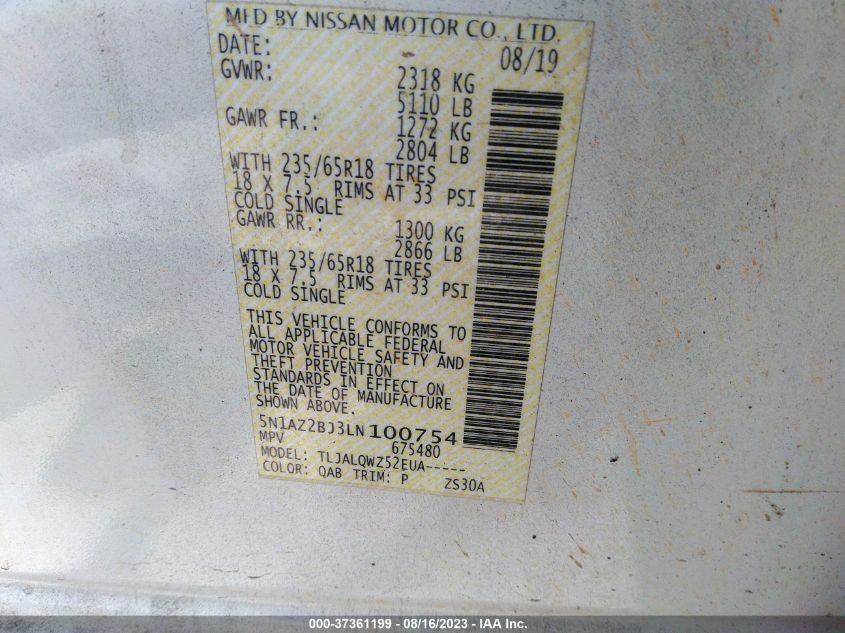 MFD BY NISSAN MOTOR CO., LTD.
DATE: 08/19
GVWR: 2318 KG
5110 LB
GAWR FR.: 1272 KG
2804 LB
WITH 235/65R18 TIRES
18 X 7.5 RIMS AT 33 PSI
COLD SINGLE
GAWR RR.: 1300 KG
2866 LB
WITH 235/65R18 TIRES
18 X 7.5 RIMS AT 33 PSI
COLD SINGLE
THIS VEHICLE CONFORMS TO
ALL APPLICABLE FEDERAL
MOTOR VEHICLE SAFETY AND
THEFT PREVENTION
STANDARDS IN EFFECT ON
THE DATE OF MANUFACTURE
SHOWN ABOVE.
5N1AZ2BJ3LN100754
MPV 675480
MODEL: TLJALQWZ52EUA-----
COLOR: QAB TRIM: P ZS30A
000-37361199 - 08/16/2023 - IAA Inc.